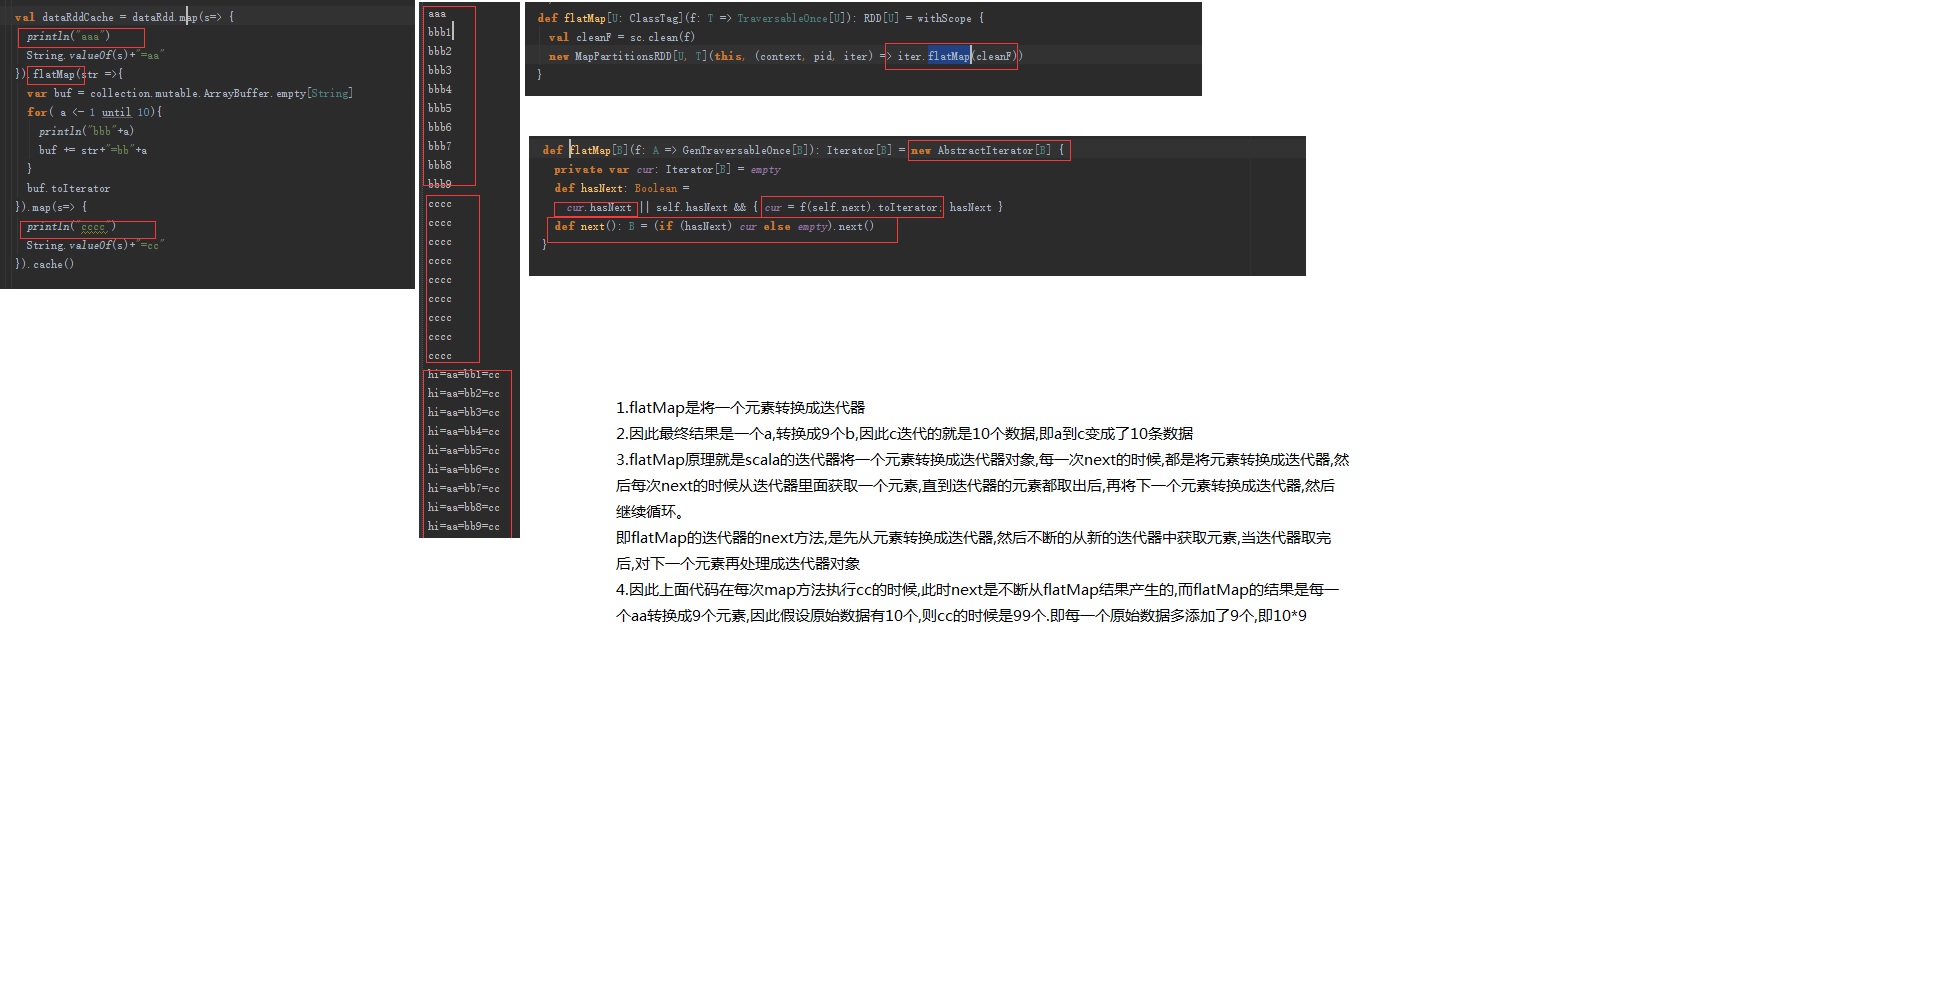 val dataRddCache = dataRdd.map(s=> {
println("aaa")
String.valueOf(s)+"=aa"
}).flatMap(str =>{
var buf = collection.mutable.ArrayBuffer.empty[String]
for( a <- 1 until 10){
println("bbb"+a)
buf += str+"=bb"+a
}
buf.toIterator
}).map(s=> {
println("cccc")
String.valueOf(s)+"=cc"
}).cache()
aaa
bbb1
bbb2
bbb3
bbb4
bbb5
bbb6
bbb7
bbb8
bbb9
cccc
cccc
cccc
cccc
cccc
cccc
cccc
cccc
cccc
hi=aa=bb1=cc
hi=aa=bb2=cc
hi=aa=bb3=cc
hi=aa=bb4=cc
hi=aa=bb5=cc
hi=aa=bb6=cc
hi=aa=bb7=cc
hi=aa=bb8=cc
hi=aa=bb9=cc
def flatMap[U: ClassTag](f: T => TraversableOnce[U]): RDD[U] = withScope {
val cleanF = sc.clean(f)
new MapPartitionsRDD[U, T](this, (context, pid, iter) => iter.flatMap(cleanF))
}
def flatMap[B](f: A => GenTraversableOnce[B]): Iterator[B] = new AbstractIterator[B] {
private var cur: Iterator[B] = empty
def hasNext: Boolean =
cur.hasNext || self.hasNext && { cur = f(self.next).toIterator; hasNext }
def next(): B = (if (hasNext) cur else empty).next()
}
1.flatMap是将一个元素转换成迭代器
2.因此最终结果是一个a,转换成9个b,因此c迭代的就是10个数据,即a到c变成了10条数据
3.flatMap原理就是scala的迭代器将一个元素转换成迭代器对象,每一次next的时候,都是将元素转换成迭代器,然
后每次next的时候从迭代器里面获取一个元素,直到迭代器的元素都取出后,再将下一个元素转换成迭代器,然后
继续循环。
即flatMap的迭代器的next方法,是先从元素转换成迭代器,然后不断的从新的迭代器中获取元素,当迭代器取完
后,对下一个元素再处理成迭代器对象
4.因此上面代码在每次map方法执行cc的时候,此时next是不断从flatMap结果产生的,而flatMap的结果是每一
个aa转换成9个元素,因此假设原始数据有10个,则cc的时候是99个.即每一个原始数据多添加了9个,即10*9